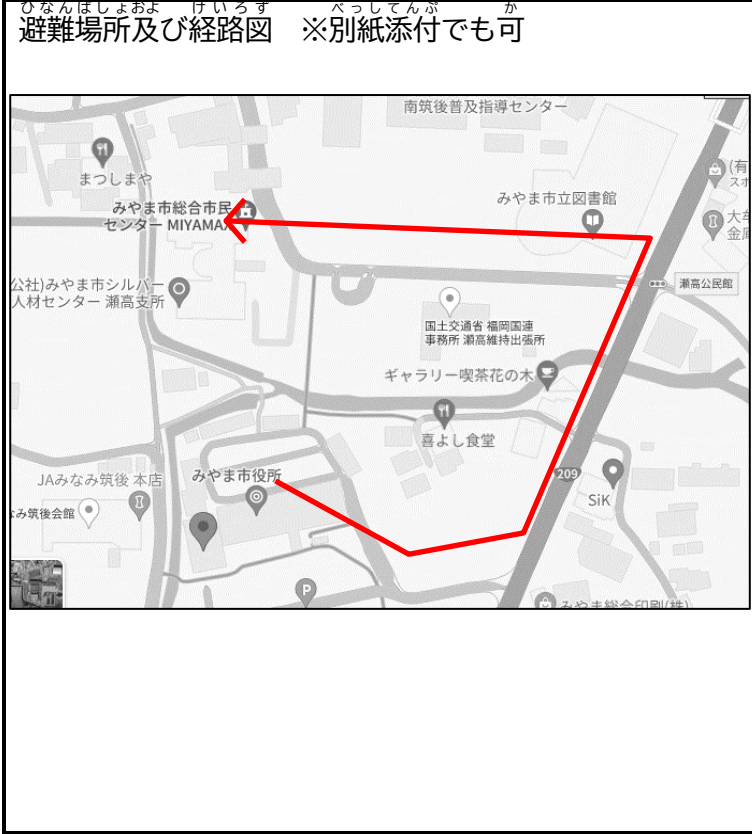 ひなんばしょおよ けいろず べっしてんぷ か
避難場所及び経路図 ※別紙添付でも可
南筑後普及指導センター
まつしまや
みやま市総合市民
センター MIYAMA
みやま市立図書館
(有
大牟
金庫
公社)みやま市シルバー
人材センター 瀬高支所
瀬高公民館
国土交通省 福岡国道
事務所 瀬高維持出張所
ギャラリー喫茶花の木
喜よし食堂
JAみなみ筑後 本店
みやま市役所
209
SiK
なみ筑後会館
P
みやま総合印刷(株)